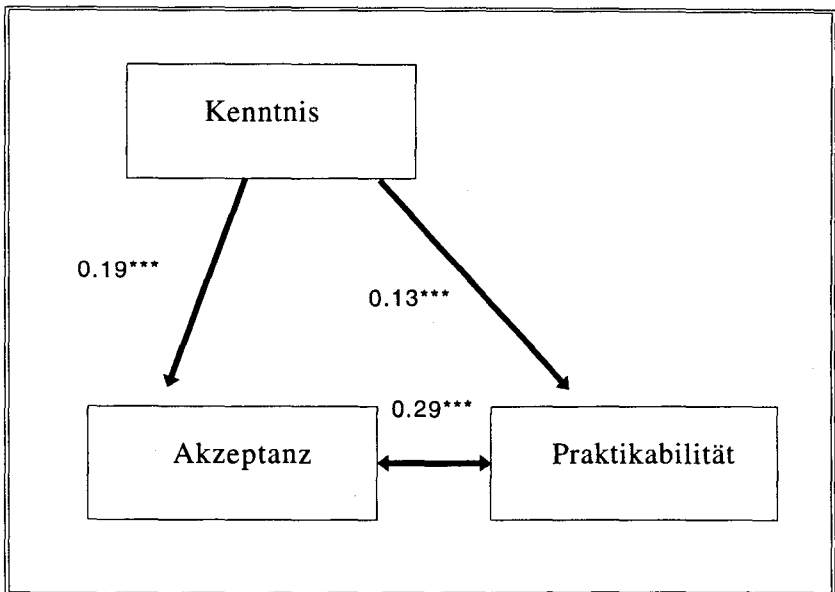 Kenntnis
0.19***
0.13***
0.29***
Akzeptanz
Praktikabilität